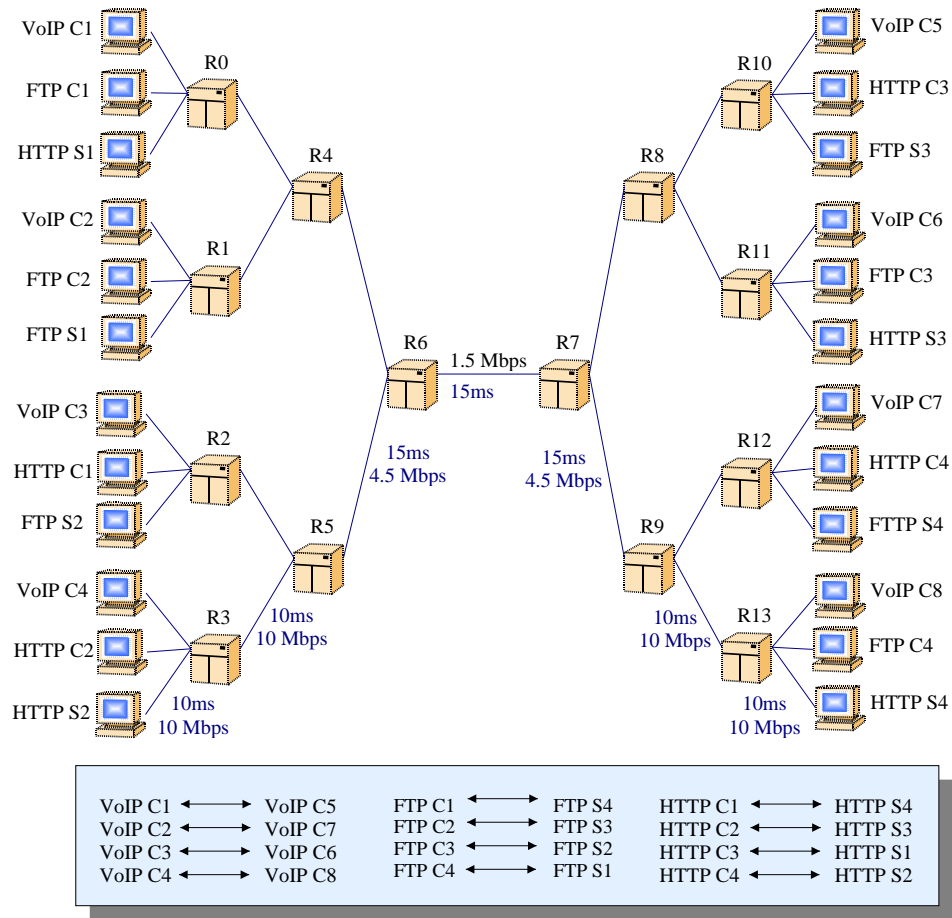 VoIP C1
VoIP C5
R0
R10
FTP C1
HTTP C3
HTTP S1
R4
R8
FTP S3
VoIP C2
VoIP C6
R1
R11
FTP C2
FTP C3
FTP S1
HTTP S3
R6
1.5 Mbps
R7
15ms
VoIP C3
VoIP C7
R2
R12
HTTP C1
15ms
4.5 Mbps
15ms
4.5 Mbps
HTTP C4
FTP S2
R5
R9
FTTP S4
VoIP C4
VoIP C8
R3
10ms
10 Mbps
10ms
10 Mbps
R13
HTTP C2
FTP C4
HTTP S2
10ms
10 Mbps
10ms
10 Mbps
HTTP S4
VoIP C1 VoIP C5
VoIP C2 VoIP C7
VoIP C3 VoIP C6
VoIP C4 VoIP C8
FTP C1 FTP S4
FTP C2 FTP S3
FTP C3 FTP S2
FTP C4 FTP S1
HTTP C1 HTTP S4
HTTP C2 HTTP S3
HTTP C3 HTTP S1
HTTP C4 HTTP S2